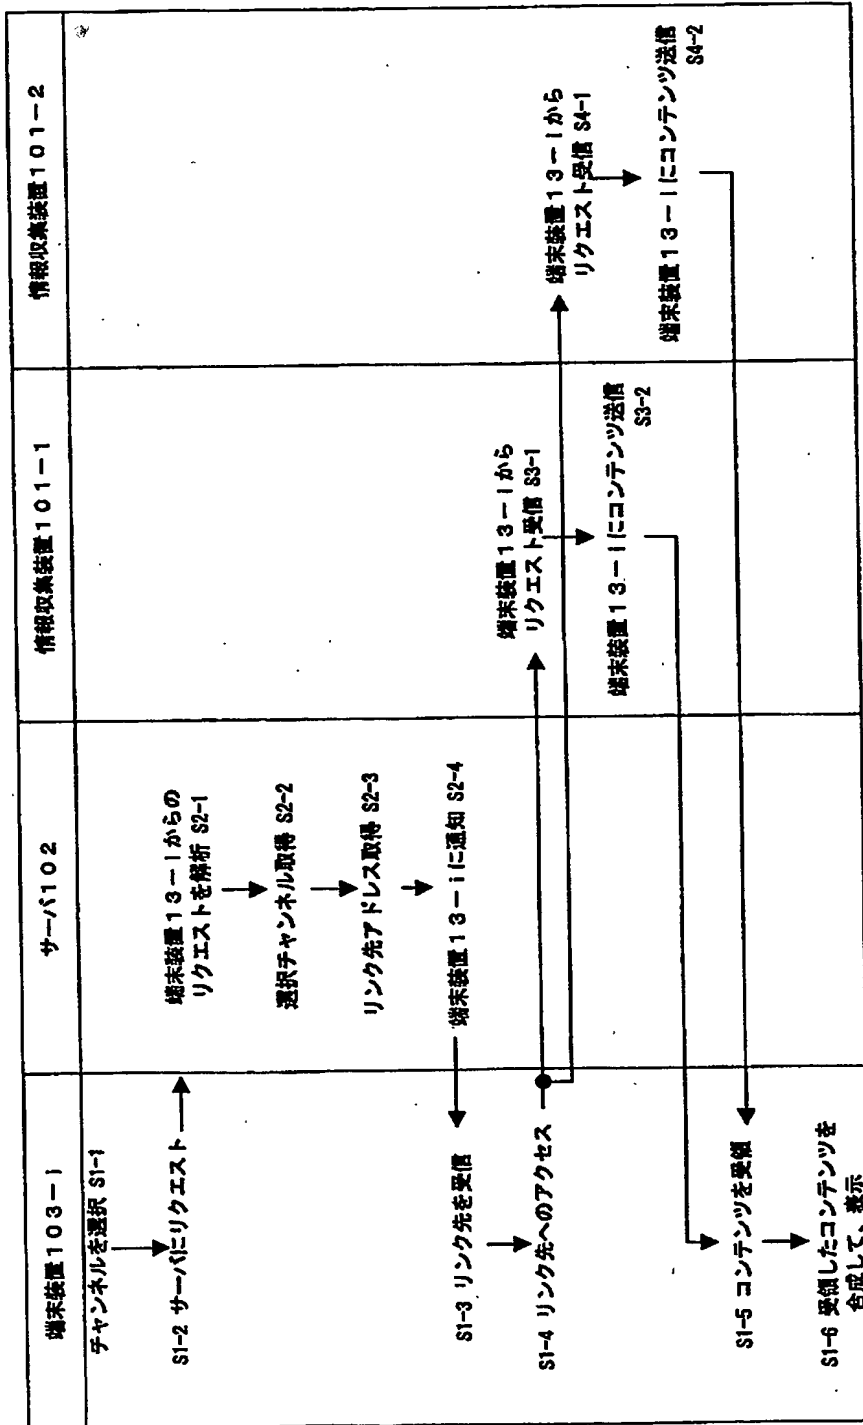 端末装置103-i
サーバ102
情報収集装置101-1
情報収集装置101-2
チャンネルを選択 S1-1
S1-2 サーバにリクエスト
端末装置13-iからの
リクエストを解析 S2-1
選択チャンネル取得 S2-2
リンク先アドレス取得 S2-3
端末装置13-iに通知 S2-4
S1-3 リンク先を受信
S1-4 リンク先へのアクセス
端末装置13-iから
リクエスト受信 S3-1
端末装置13-iにコンテンツ送信
S3-2
端末装置13-iから
リクエスト受信 S4-1
端末装置13-iにコンテンツ送信
S4-2
S1-5 コンテンツを受領
S1-6 受領したコンテンツを
合成して、表示